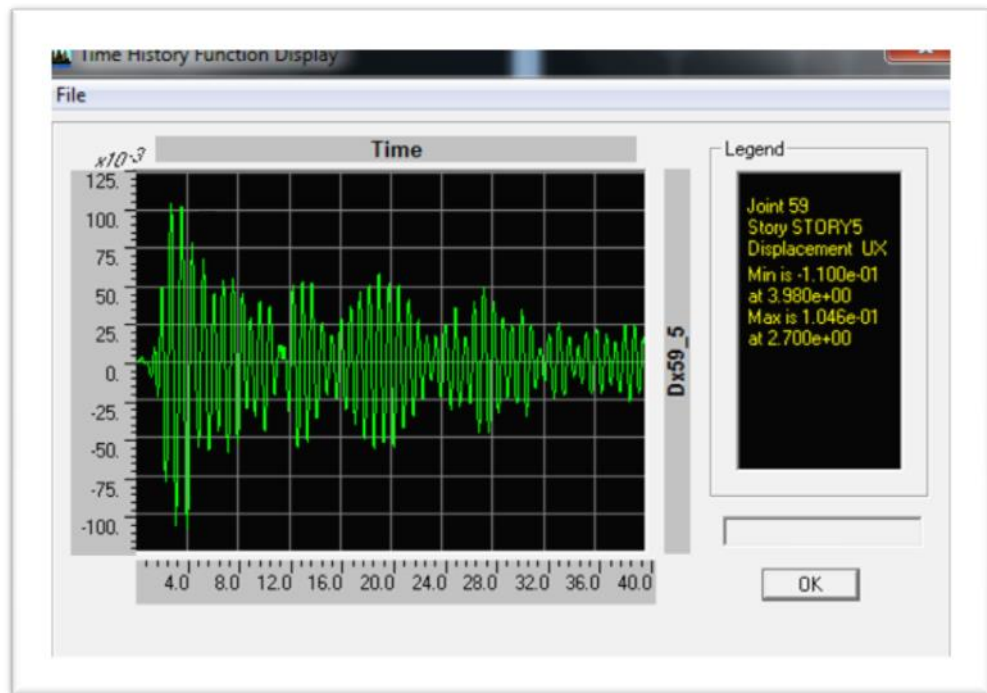 Time History Function Display
File
Time
x10-3
125.
100.
75.
50.
25.
0.
-25.
-50.
-75.
-100.
4.0 8.0 12.0 16.0 20.0 24.0 28.0 32.0 36.0 40.0
Dx59_5
Legend
Joint 59
Story STORY5
Displacement UX
Min is -1.100e-01
at 3.980e+00
Max is 1.046e-01
at 2.700e+00
OK